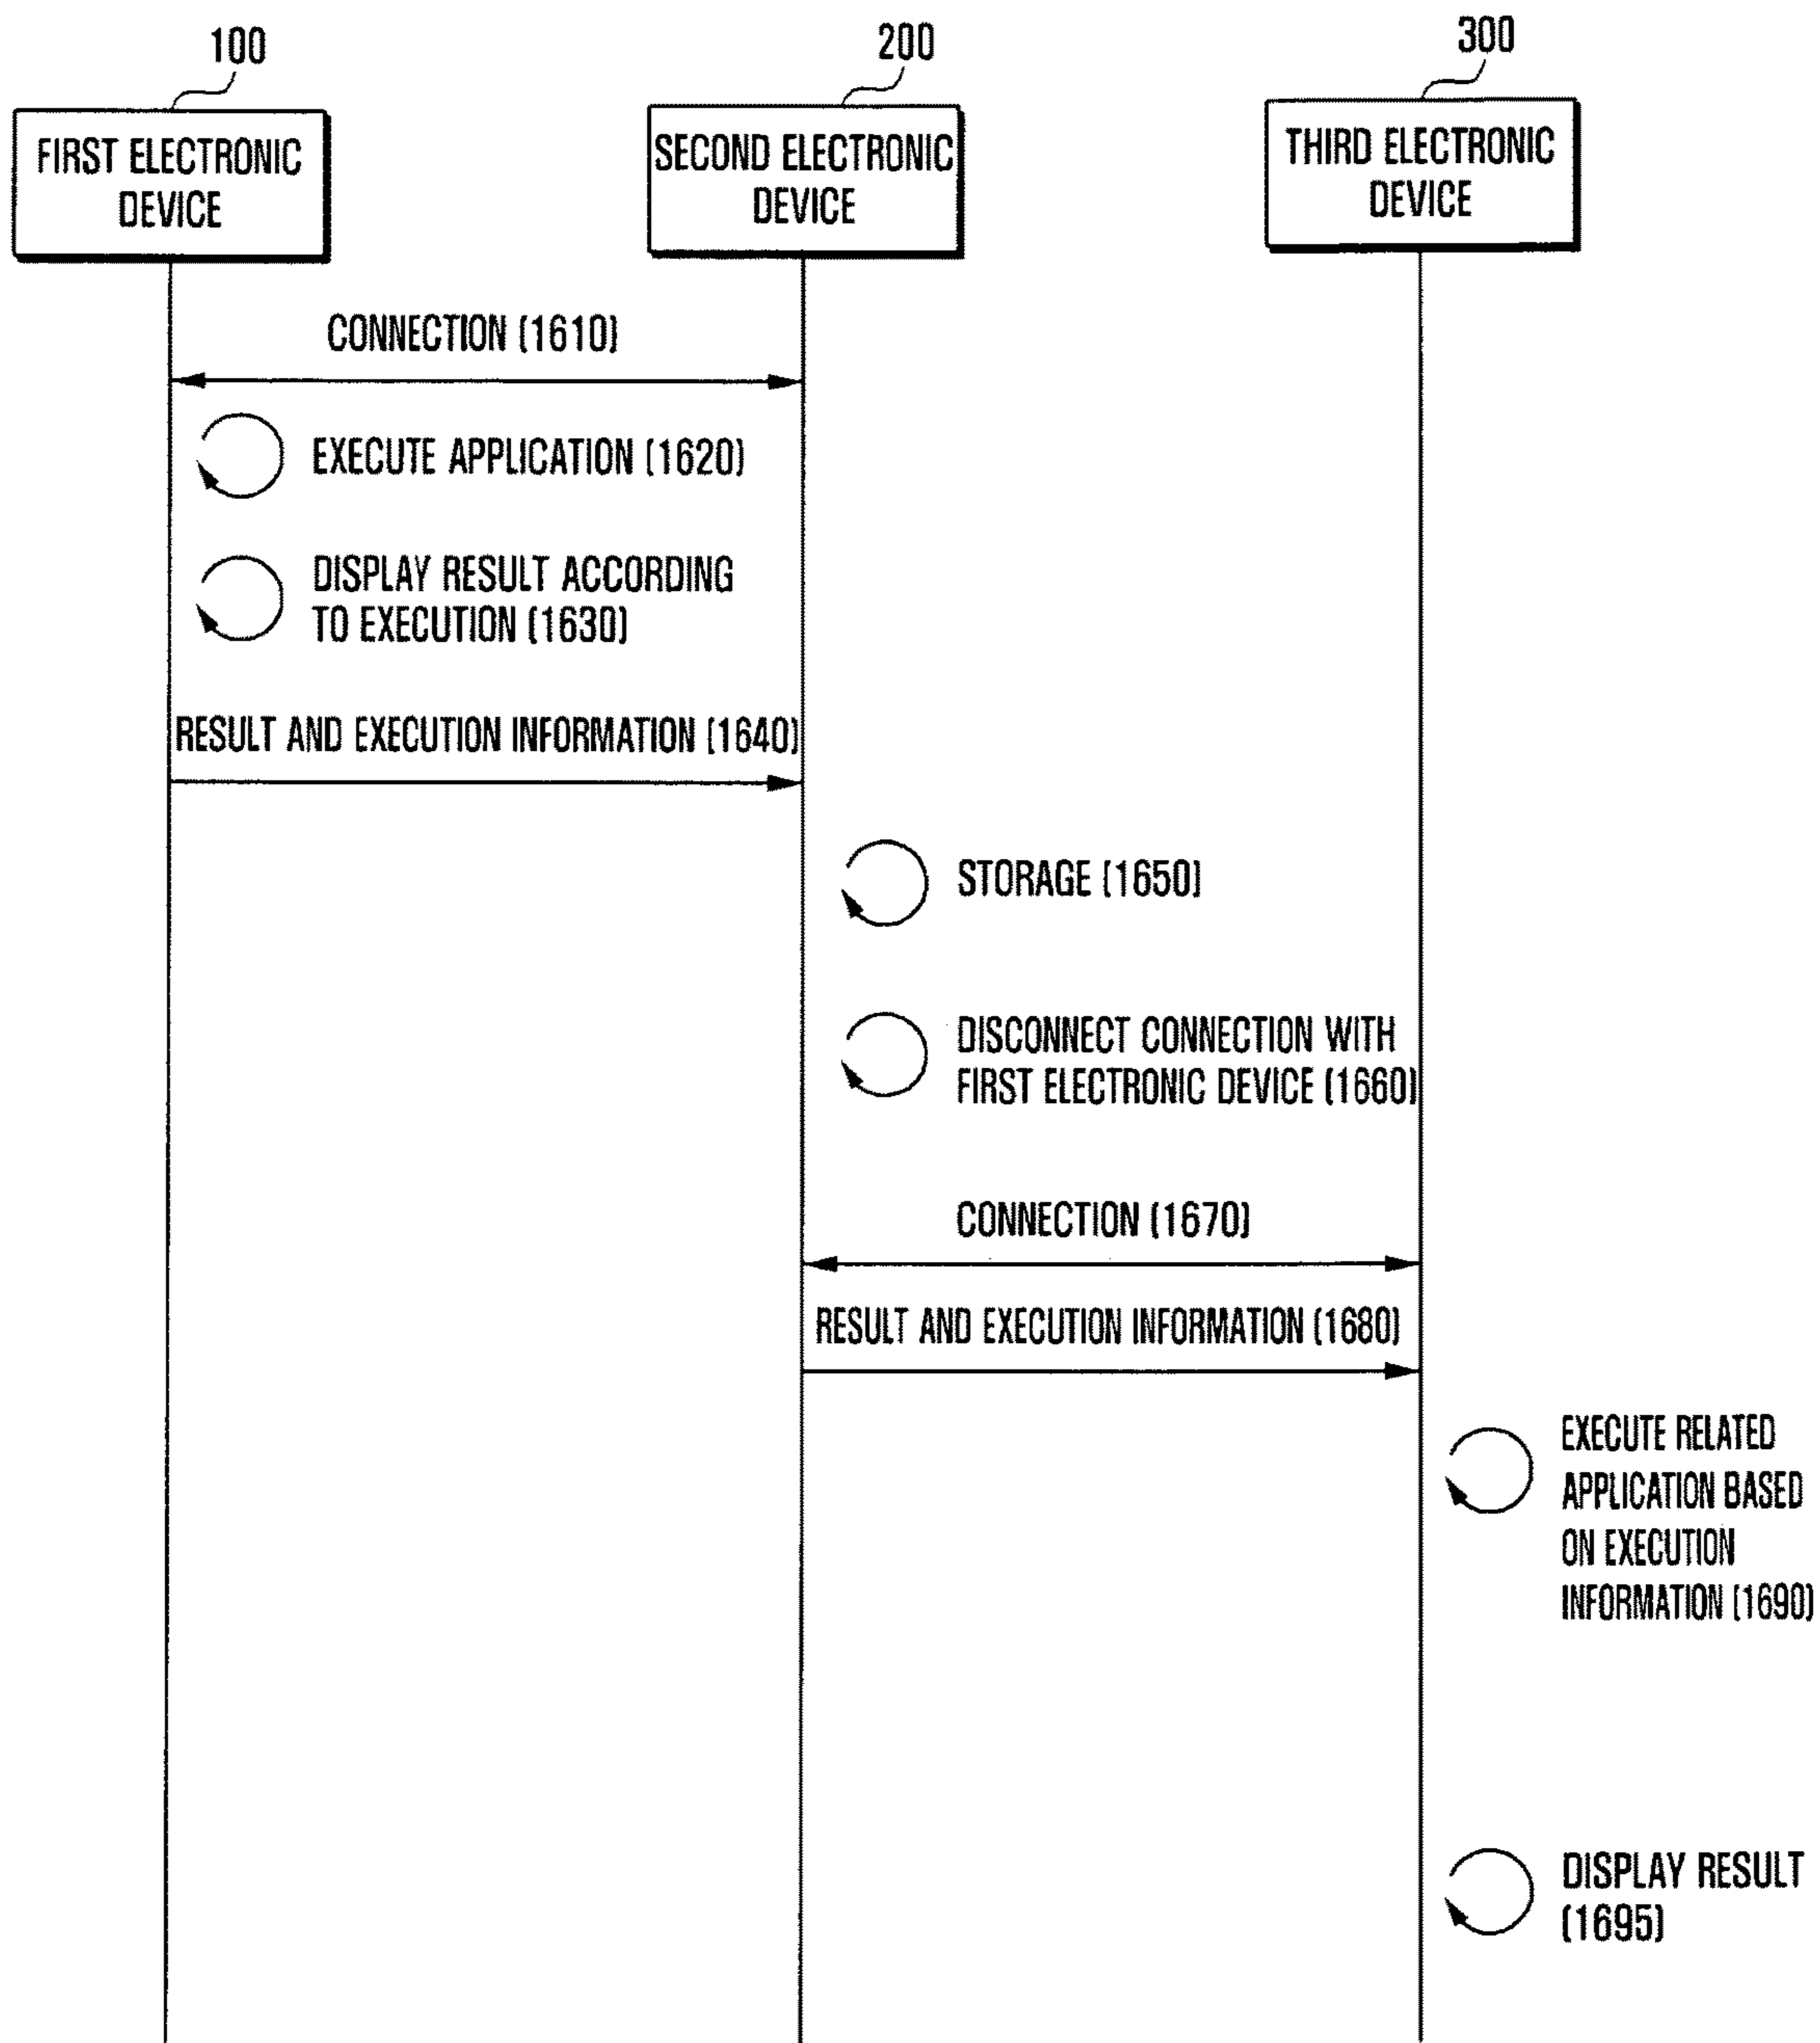 100
200
300
FIRST ELECTRONIC
DEVICE
SECOND ELECTRONIC
DEVICE
THIRD ELECTRONIC
DEVICE
CONNECTION (1610)
EXECUTE APPLICATION (1620)
DISPLAY RESULT ACCORDING
TO EXECUTION (1630)
RESULT AND EXECUTION INFORMATION (1640)
STORAGE (1650)
DISCONNECT CONNECTION WITH
FIRST ELECTRONIC DEVICE (1660)
CONNECTION (1670)
RESULT AND EXECUTION INFORMATION (1680)
EXECUTE RELATED
APPLICATION BASED
ON EXECUTION
INFORMATION (1690)
DISPLAY RESULT
(1695)